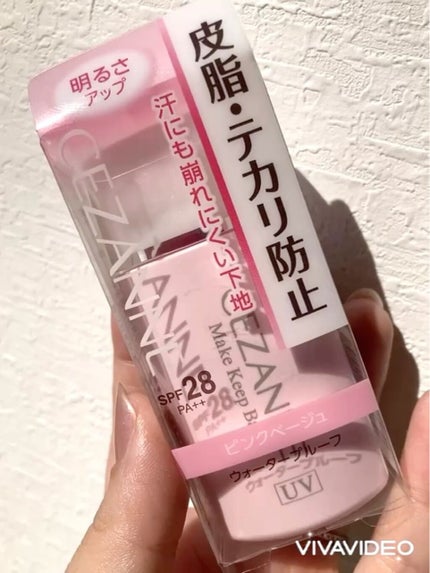 明るさ
アップ
皮脂・テカリ防止
汗にも崩れにくい下地
CEZANNE
CEZAN
Make Keep Ba
SPF28
PA++
ピンクベージュ
ウォータープルーフ
UV
VIVAVIDEO